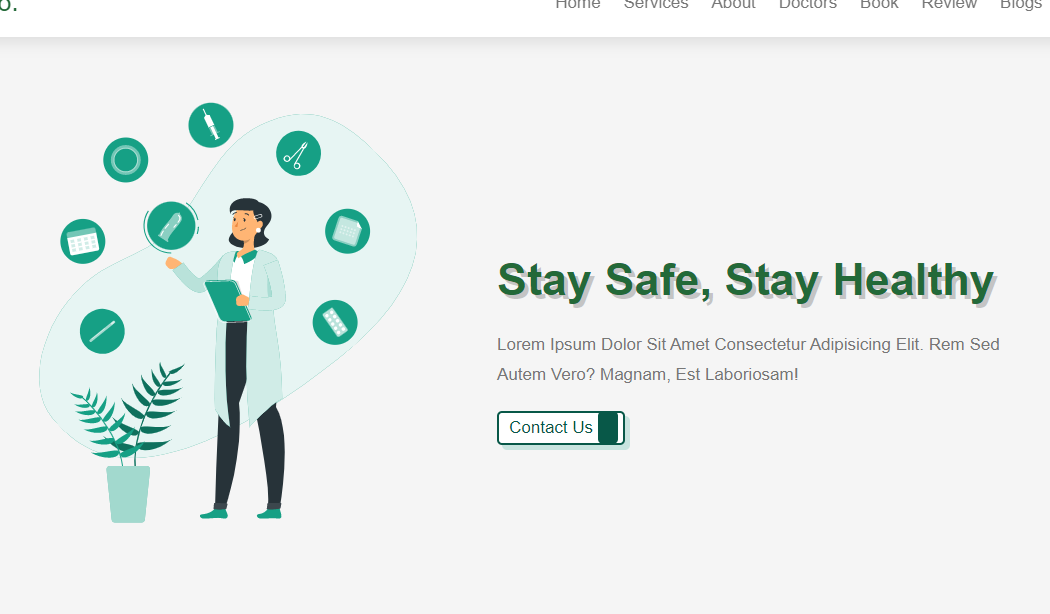 Home Services About Doctors Book Review Blogs
Stay Safe, Stay Healthy
Lorem Ipsum Dolor Sit Amet Consectetur Adipisicing Elit. Rem Sed
Autem Vero? Magnam, Est Laboriosam!
Contact Us